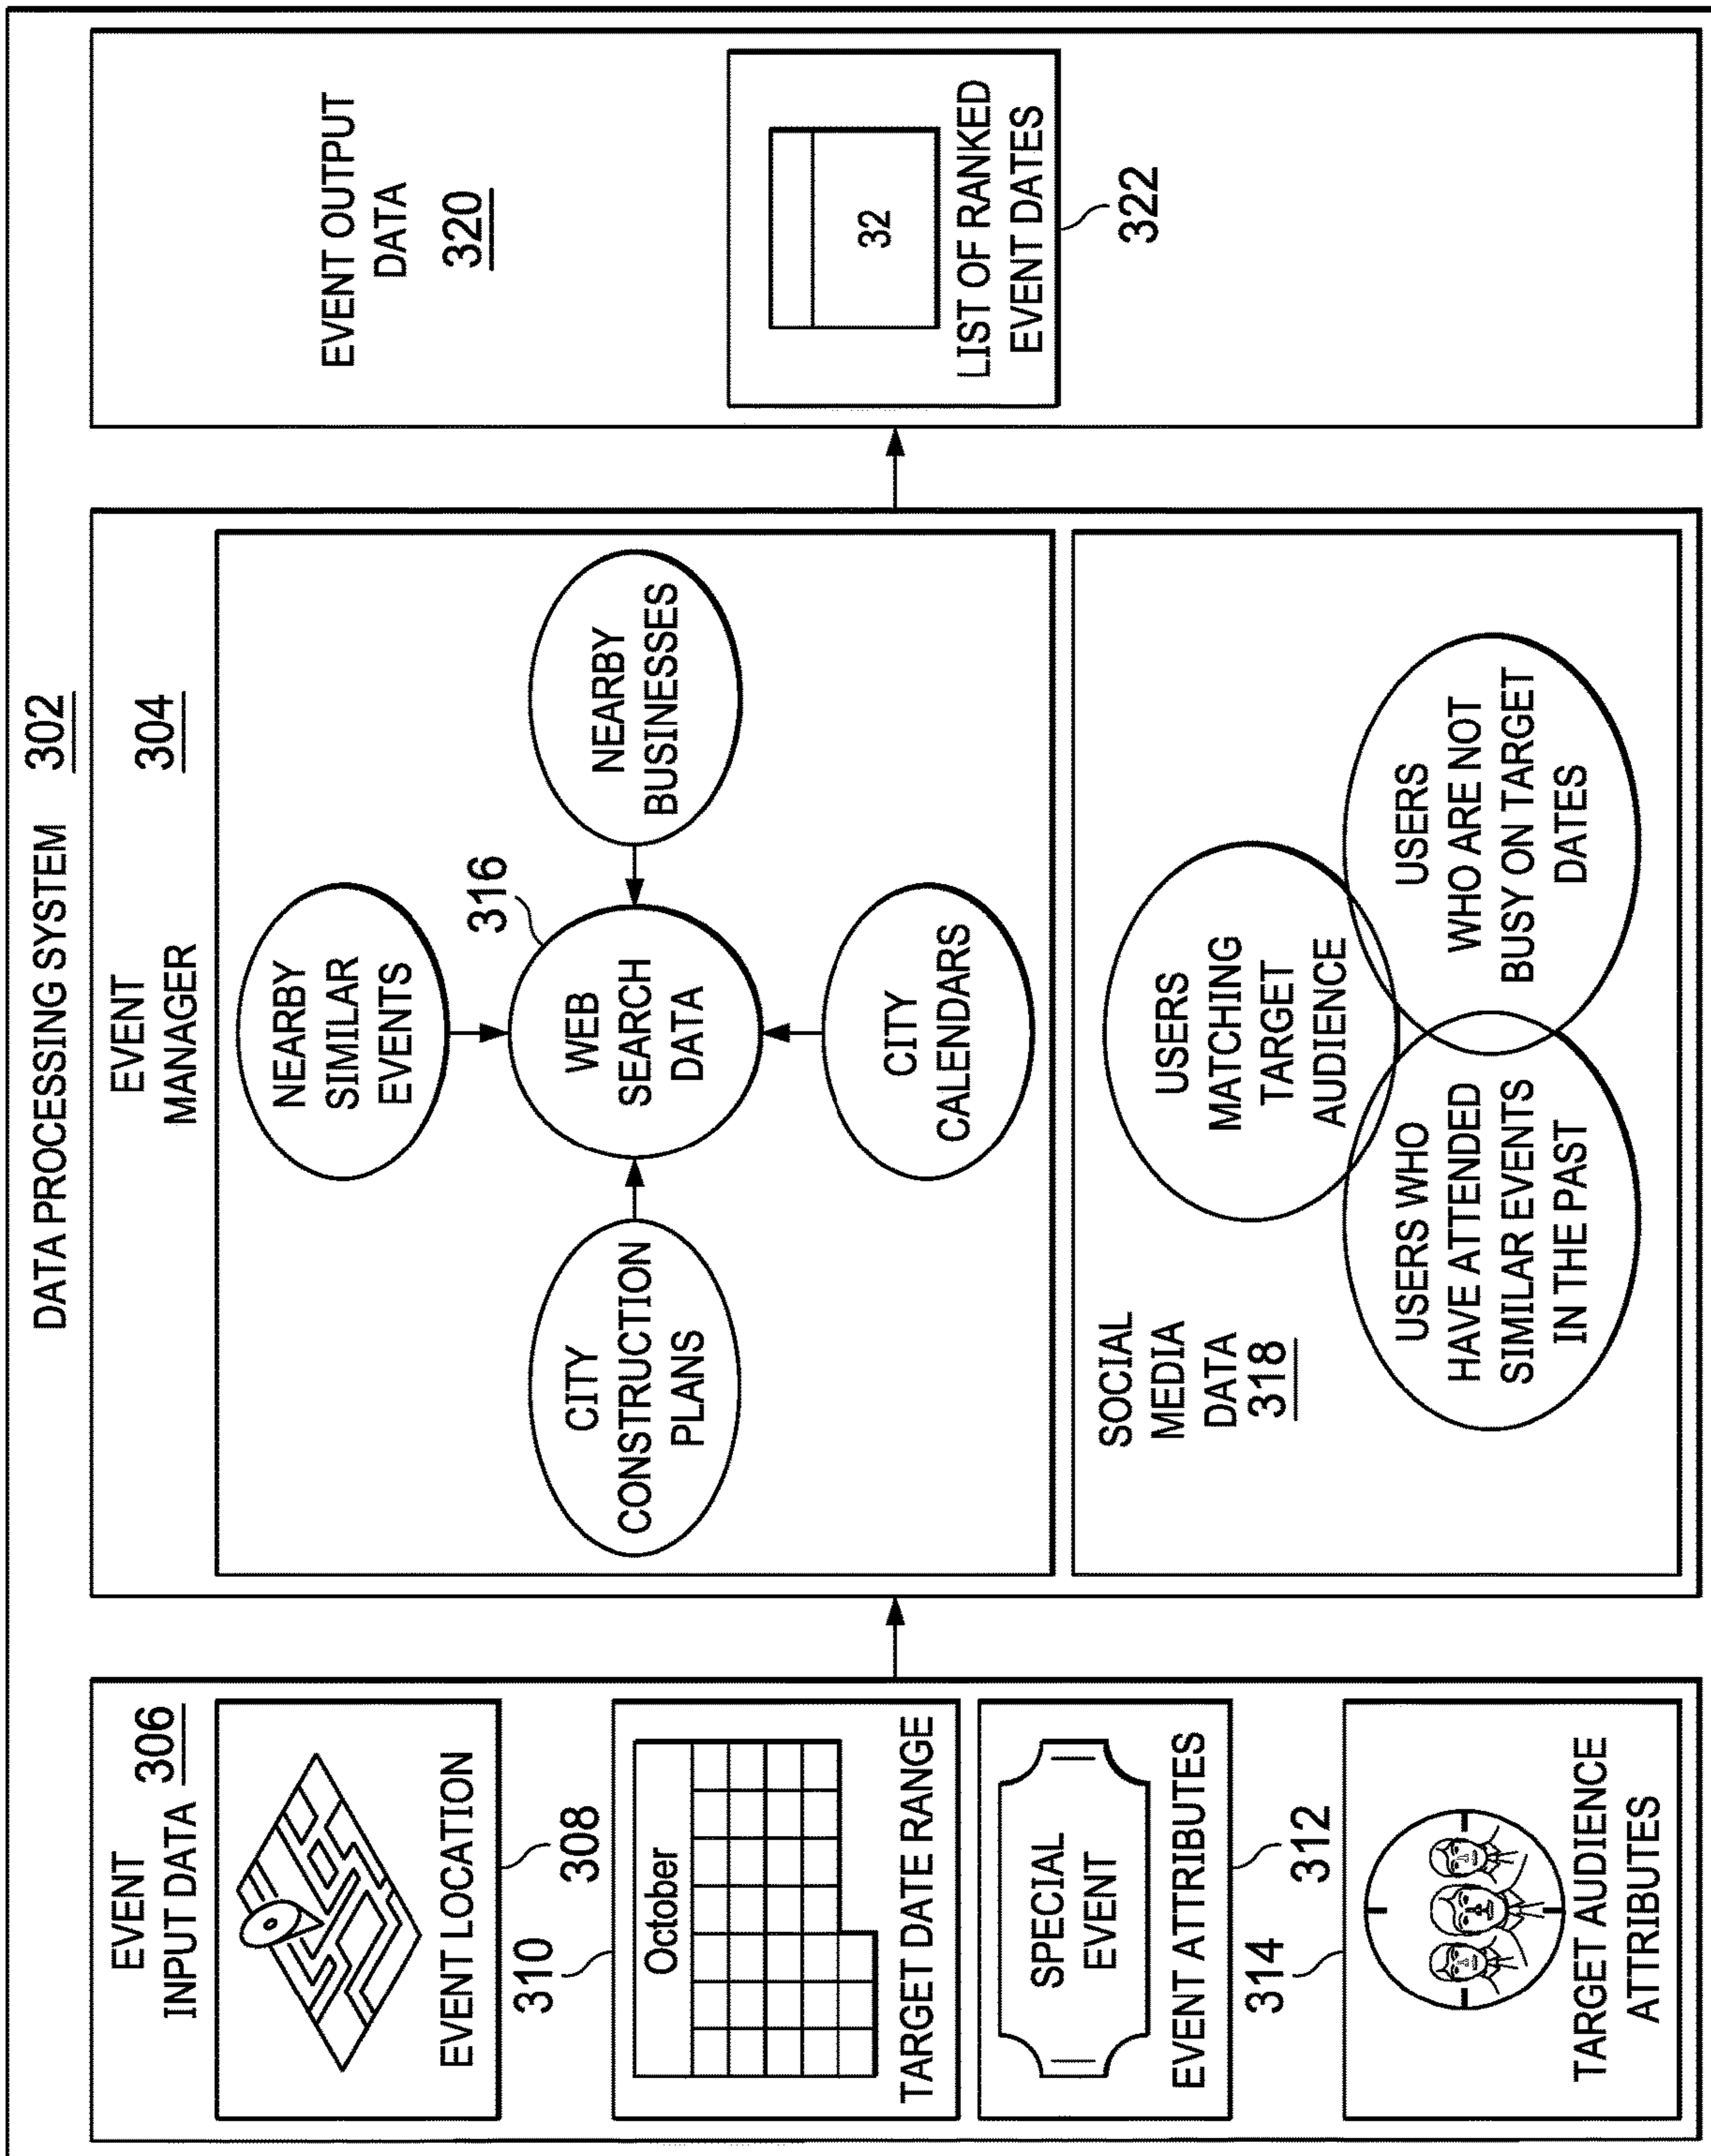 DATA PROCESSING SYSTEM 302
EVENT
INPUT DATA 306
EVENT LOCATION
308
310
October
TARGET DATE RANGE
SPECIAL
EVENT
EVENT ATTRIBUTES
312
314
TARGET AUDIENCE
ATTRIBUTES
EVENT
MANAGER 304
NEARBY
SIMILAR
EVENTS
316
CITY
CONSTRUCTION
PLANS
WEB
SEARCH
DATA
NEARBY
BUSINESSES
CITY
CALENDARS
SOCIAL
MEDIA
DATA
318
USERS
MATCHING
TARGET
AUDIENCE
USERS WHO
HAVE ATTENDED
SIMILAR EVENTS
IN THE PAST
USERS
WHO ARE NOT
BUSY ON TARGET
DATES
EVENT OUTPUT
DATA
320
32
LIST OF RANKED
EVENT DATES
322